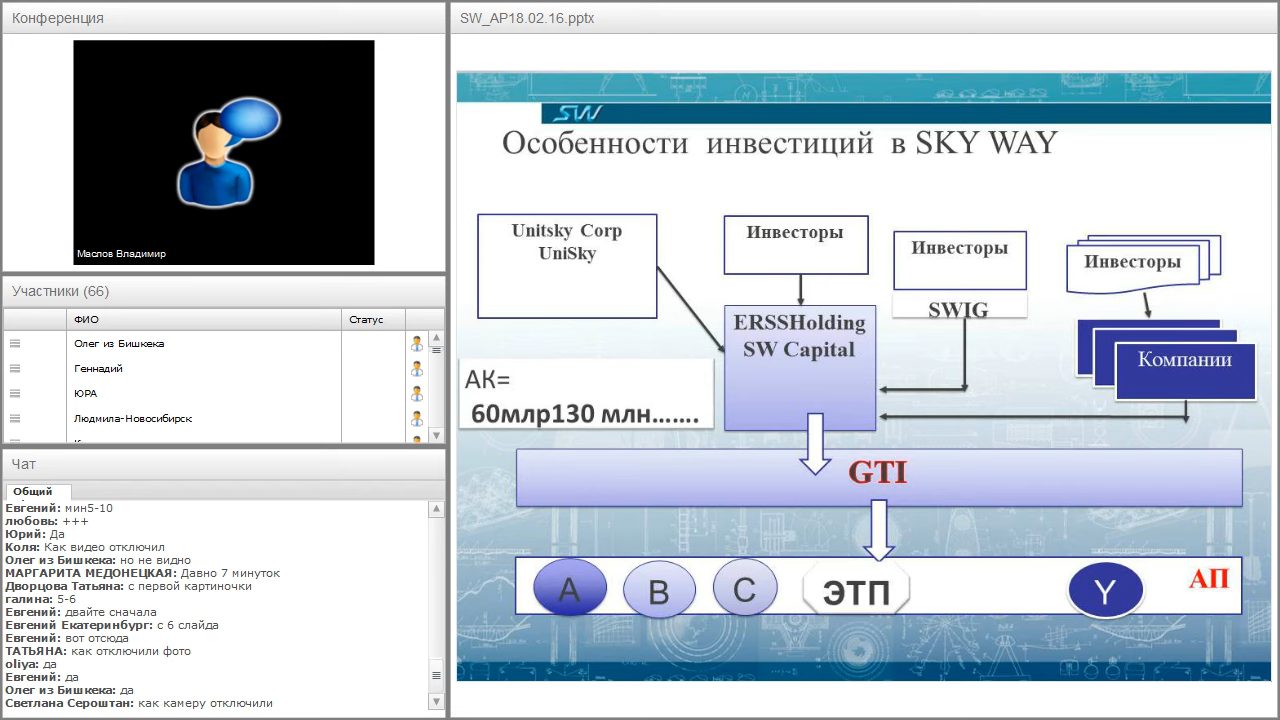 Конференция
Маслов Владимир
Участники (66)
ФИО
Статус
Олег из Бишкека
Геннадий
ЮРА
Людмила-Новосибирск
Чат
Общий
Евгений: мин5-10
любовь: +++
Юрий: Да
Коля: Как видео отключил
Олег из Бишкека: но не видно
МАРГАРИТА МЕДОНЕЦКАЯ: Давно 7 минуток
Дворцова Татьяна: с первой картиночки
галина: 5-6
Евгений: двайте сначала
Евгений Екатеринбург: с 6 слайда
Евгений: вот отсюда
ТАТЬЯНА: как отключили фото
oliya: да
Евгений: да
Олег из Бишкека: да
Светлана Сероштан: как камеру отключили
SW_AP18.02.16.pptx
SW
Особенности инвестиций в SKY WAY
Unitsky Corp
UniSky
Инвесторы
Инвесторы
SWIG
Инвесторы
ERSSHolding
SW Capital
Компании
АК=
60млр130 млн…….
GTI
A
B
C
ЭТП
Y
АП